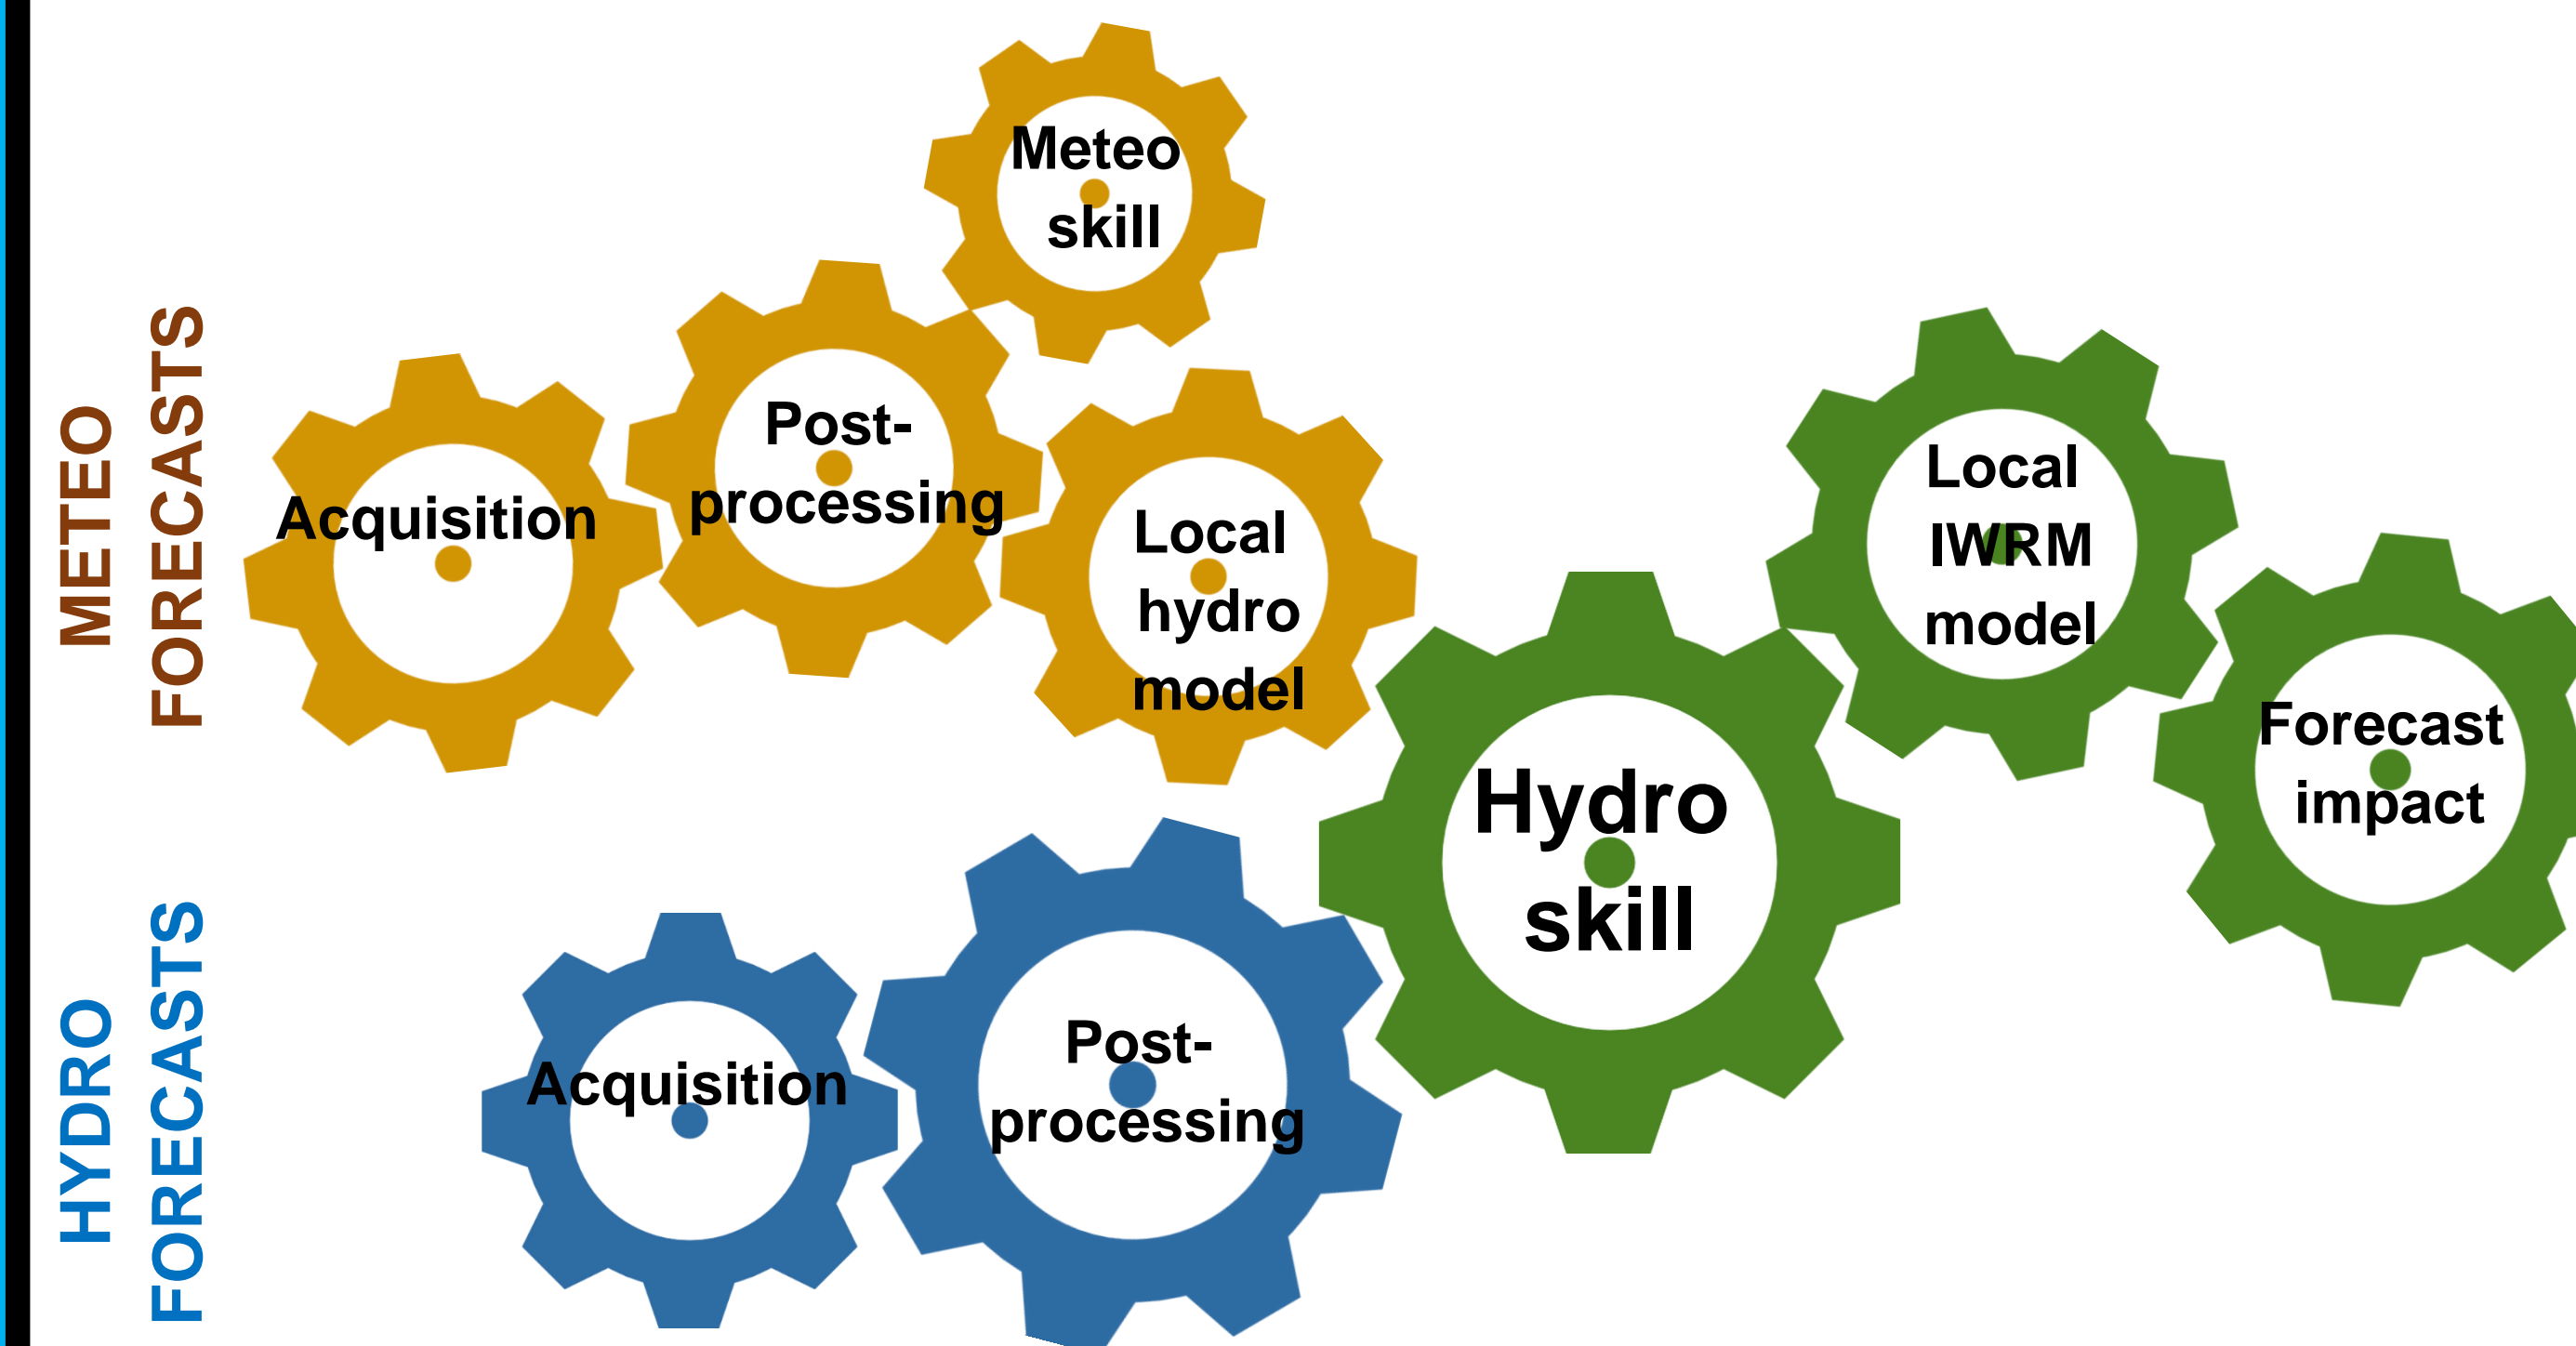 METEO
FORECASTS
Meteo
skill
Post-
processing
Acquisition
Local
hydro
model
Local
IWRM
model
Forecast
impact
Hydro
skill
HYDRO
FORECASTS
Acquisition
Post-
processing